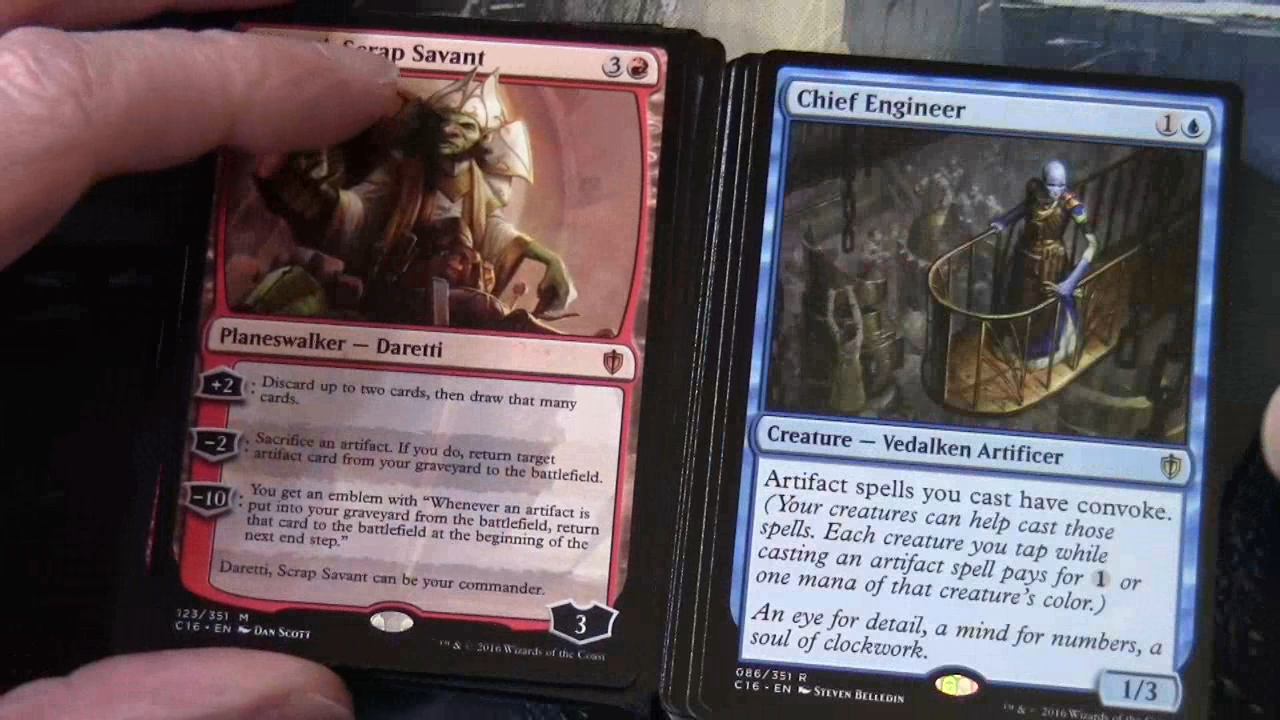 Scrap Savant
3
Planeswalker — Daretti
+2
: Discard up to two cards, then draw that many
cards.
-2
: Sacrifice an artifact. If you do, return target
artifact card from your graveyard to the battlefield.
-10
: You get an emblem with “Whenever an artifact is
put into your graveyard from the battlefield, return
that card to the battlefield at the beginning of the
next end step.”
Daretti, Scrap Savant can be your commander.
3
123/351 M
C16 • EN DAN SCOTT
™ & © 2016 Wizards of the Coast
Chief Engineer
1
Creature — Vedalken Artificer
Artifact spells you cast have convoke.
(Your creatures can help cast those
spells. Each creature you tap while
casting an artifact spell pays for 1 or
one mana of that creature's color.)
An eye for detail, a mind for numbers, a
soul of clockwork.
1/3
086/351 R
C16 • EN STEVEN BELLEDIN
™ & © 2016 Wizards of the